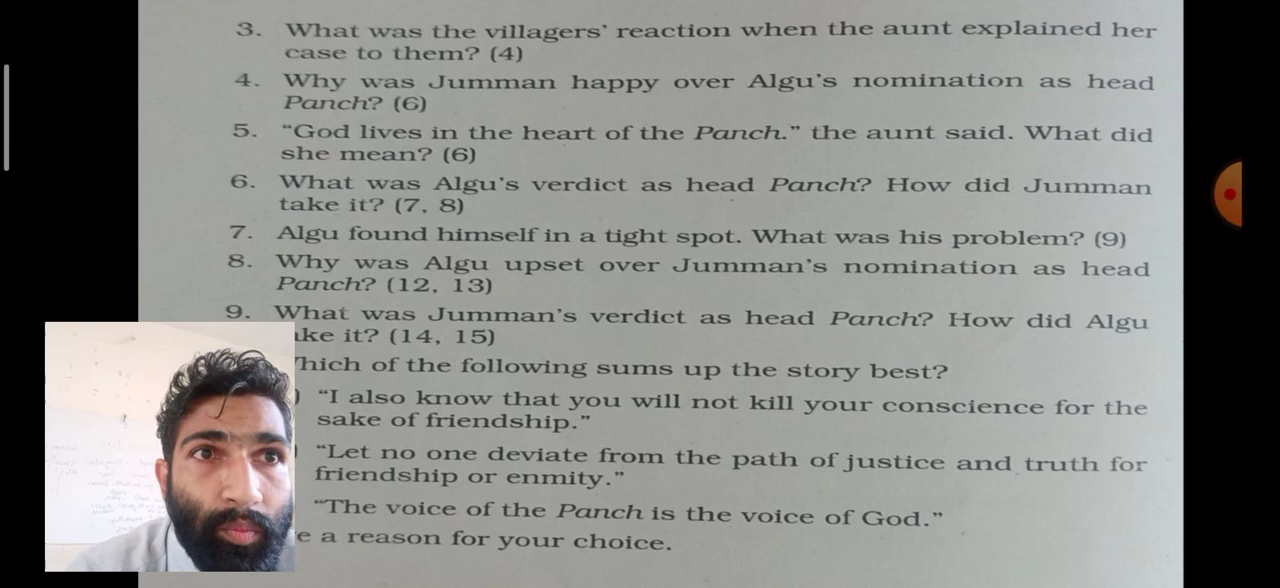 3. What was the villagers' reaction when the aunt explained her
case to them? (4)
4. Why was Jumman happy over Algu's nomination as head
Panch? (6)
5. “God lives in the heart of the Panch.” the aunt said. What did
she mean? (6)
6. What was Algu's verdict as head Panch? How did Jumman
take it? (7, 8)
7. Algu found himself in a tight spot. What was his problem? (9)
8. Why was Algu upset over Jumman's nomination as head
Panch? (12, 13)
9. What was Jumman's verdict as head Panch? How did Algu
it? (14, 15)
of the following sums up the story best?
“I also know that you will not kill your conscience for the
sake of friendship.”
“Let no one deviate from the path of justice and truth for
friendship or enmity.”
“The voice of the Panch is the voice of God.”
a reason for your choice.